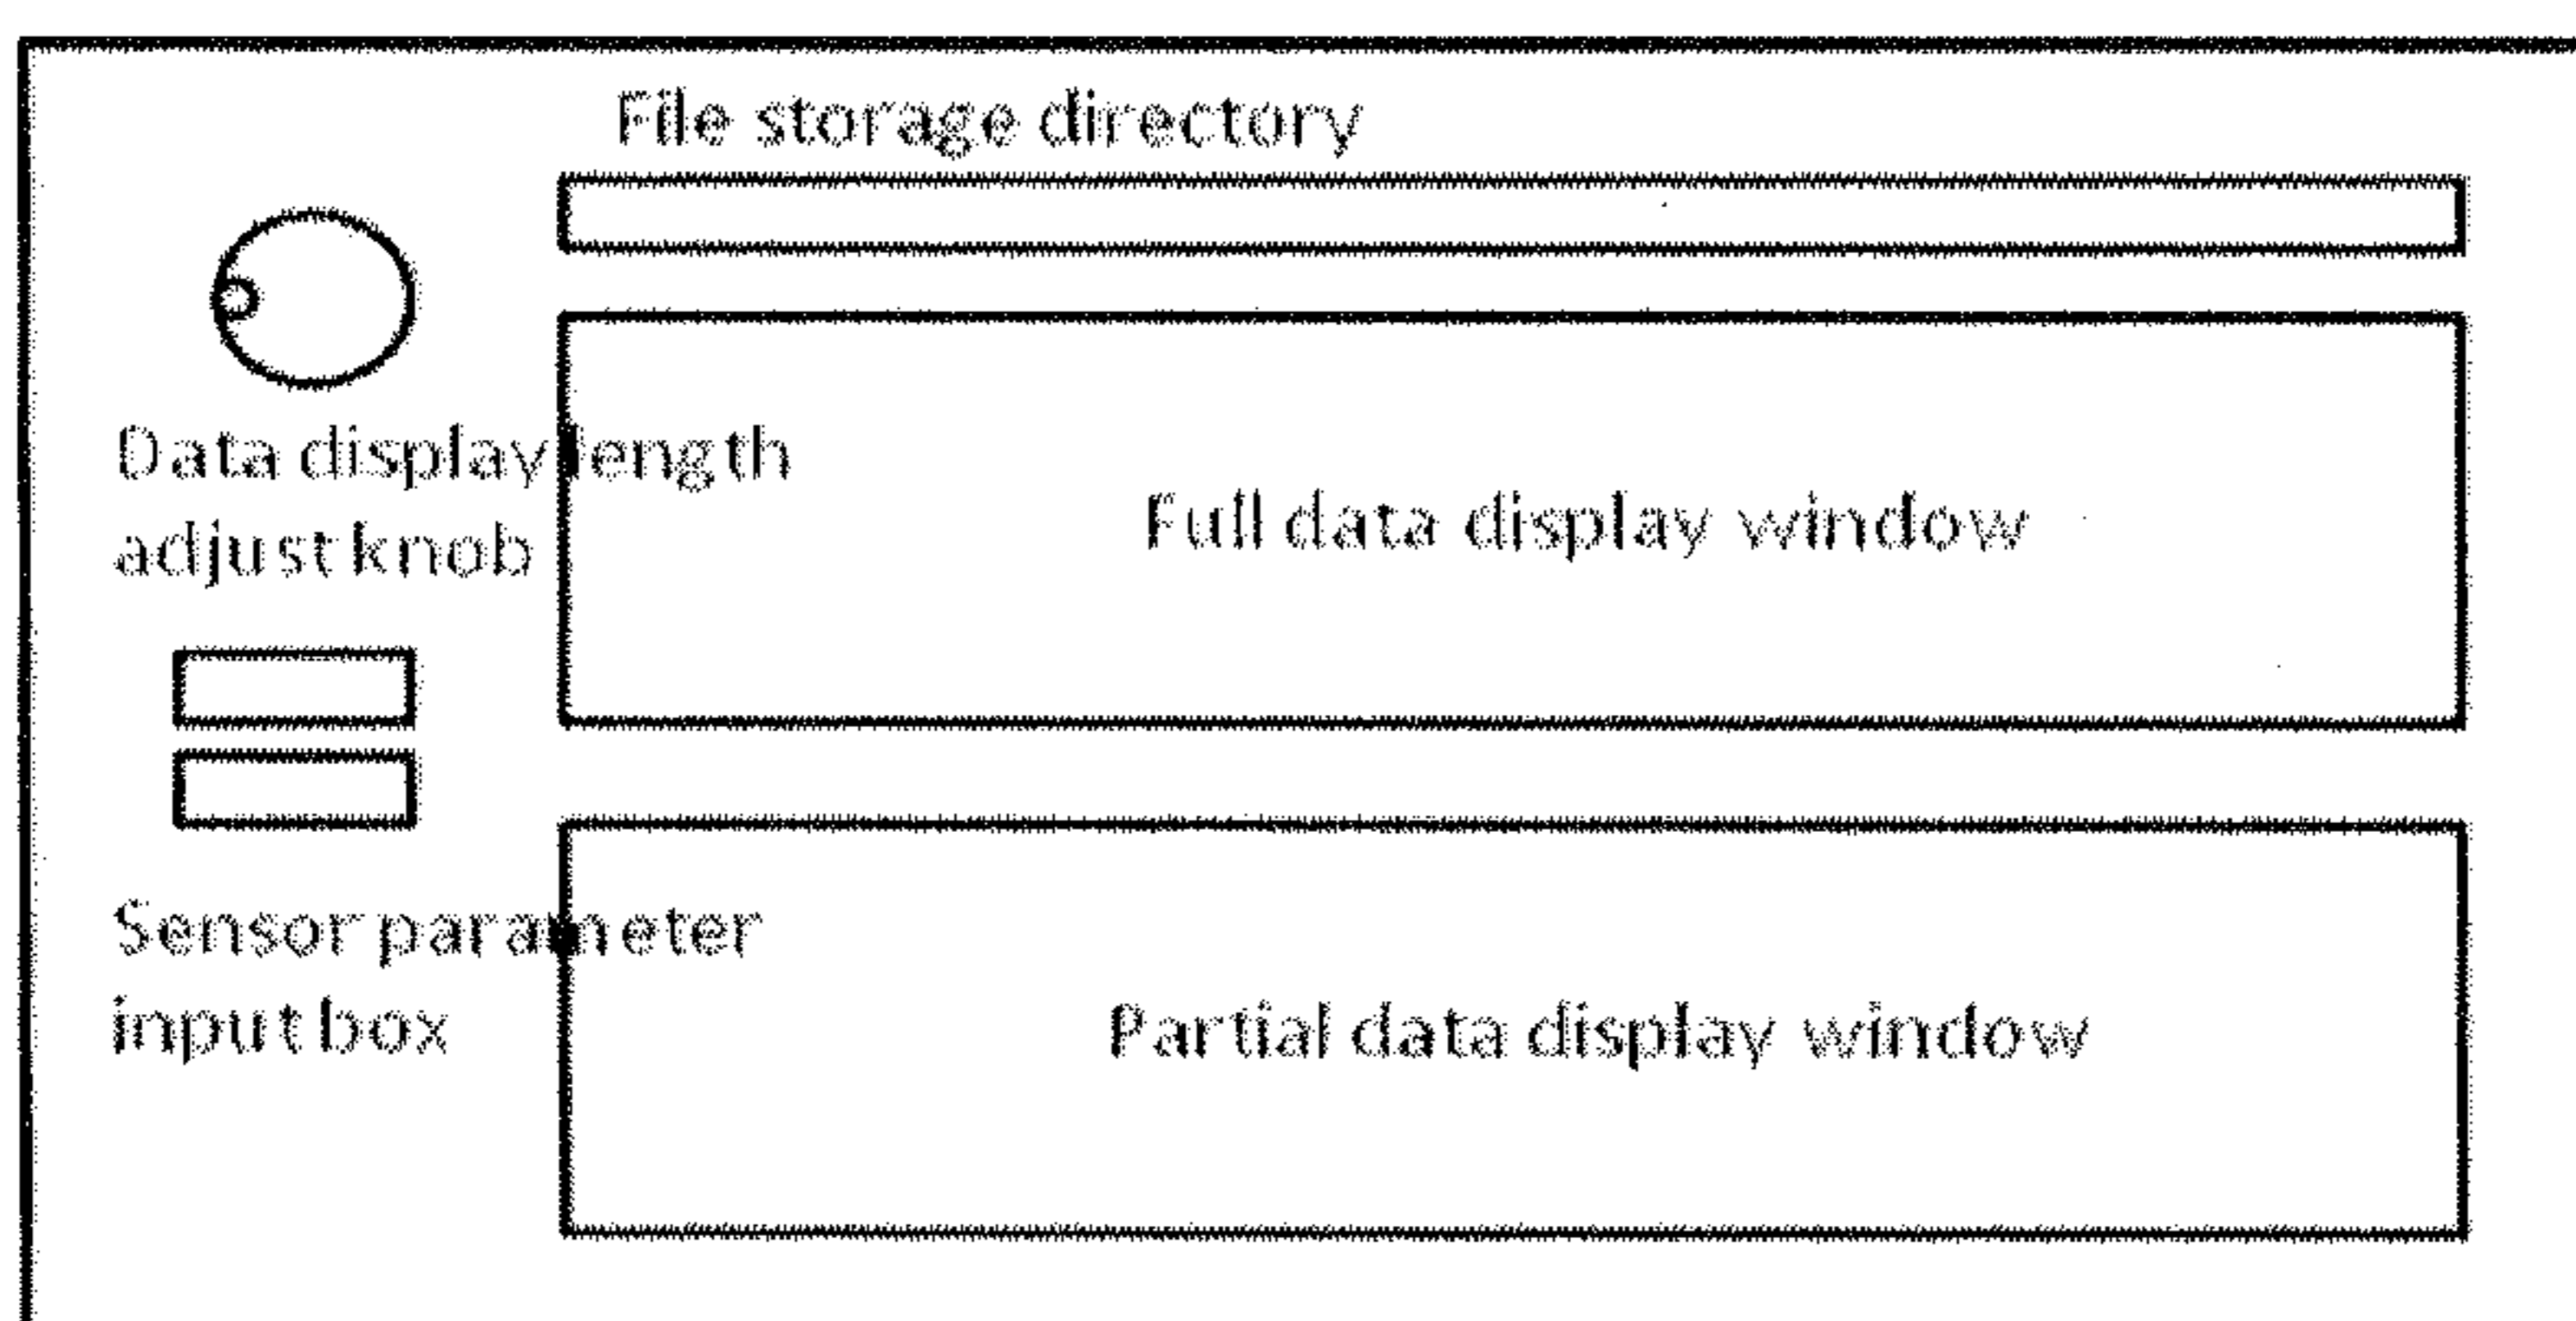 File storage directory
Data display length
adjust knob
Full data display window
Sensor parameter
input box
Partial data display window